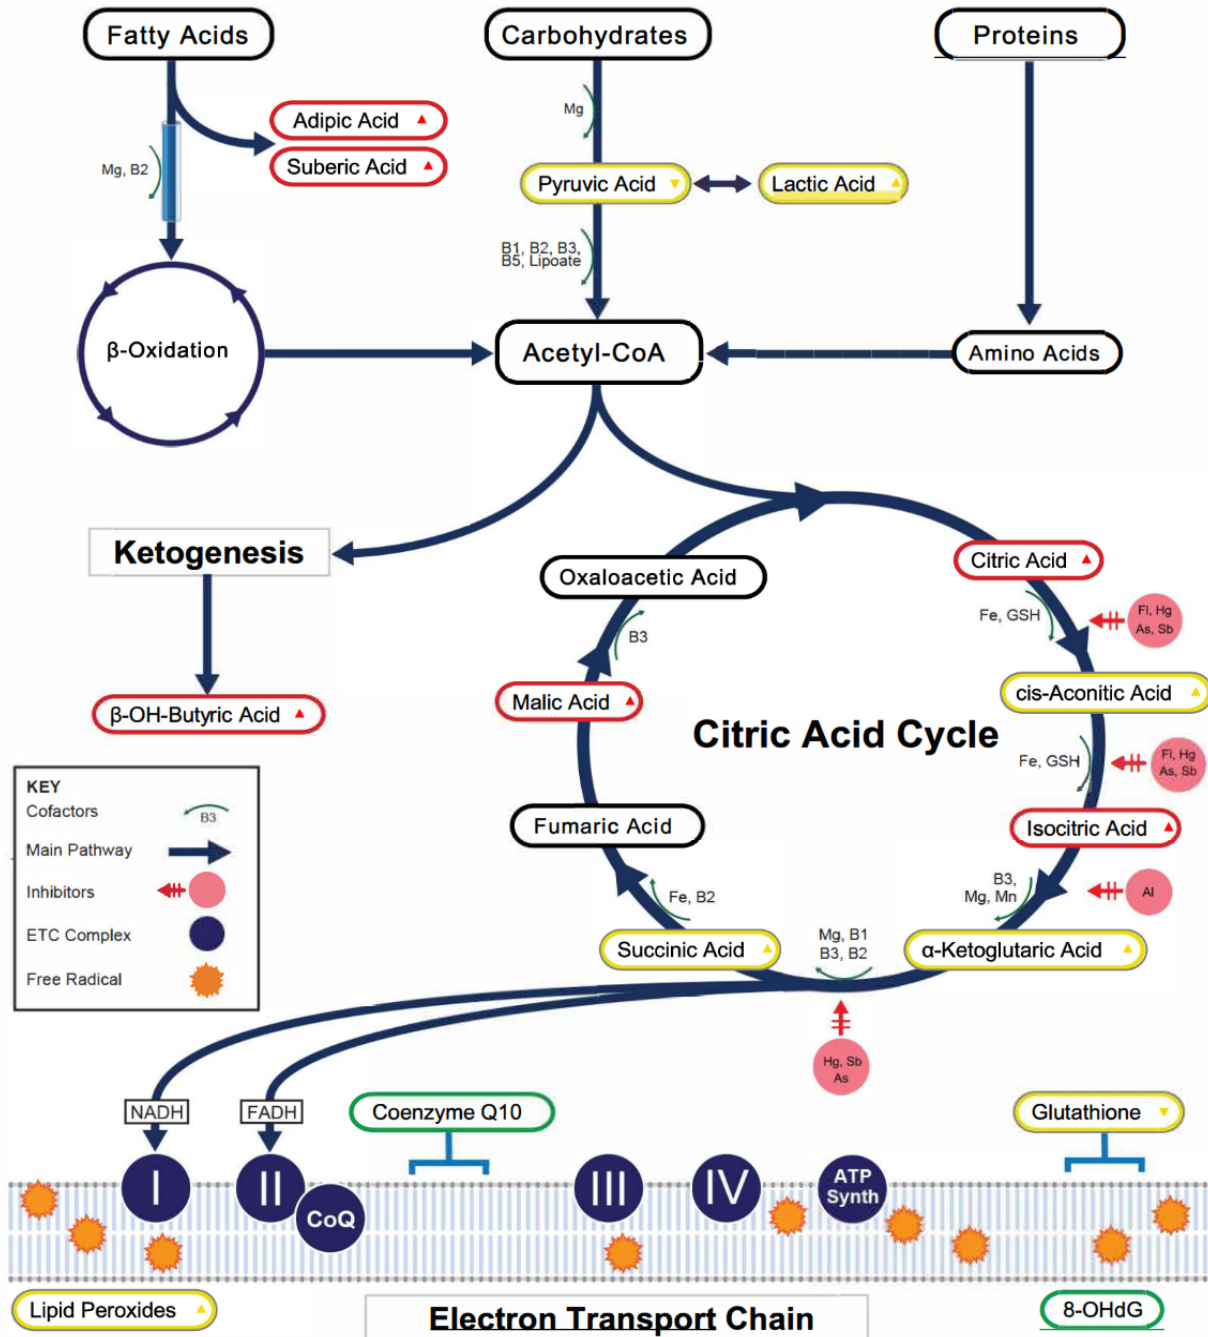 Fatty Acids
Carbohydrates
Proteins
Adipic Acid
Suberic Acid
Mg, B2
Mg
Pyruvic Acid
Lactic Acid
B1, B2, B3,
B5, Lipoate
β-Oxidation
Acetyl-CoA
Amino Acids
Ketogenesis
β-OH-Butyric Acid
Oxaloacetic Acid
Citric Acid
Fe, GSH
Fl, Hg
As, Sb
B3
cis-Aconitic Acid
Malic Acid
Citric Acid Cycle
Fe, GSH
Fl, Hg
As, Sb
Isocitric Acid
Fumaric Acid
B3,
Mg, Mn
Al
Fe, B2
Succinic Acid
Mg, B1
B3, B2
α-Ketoglutaric Acid
Hg, Sb
As
KEY
Cofactors
B3
Main Pathway
Inhibitors
ETC Complex
Free Radical
NADH
FADH
Coenzyme Q10
Glutathione
I
II
CoQ
III
IV
ATP
Synth
Lipid Peroxides
Electron Transport Chain
8-OHdG